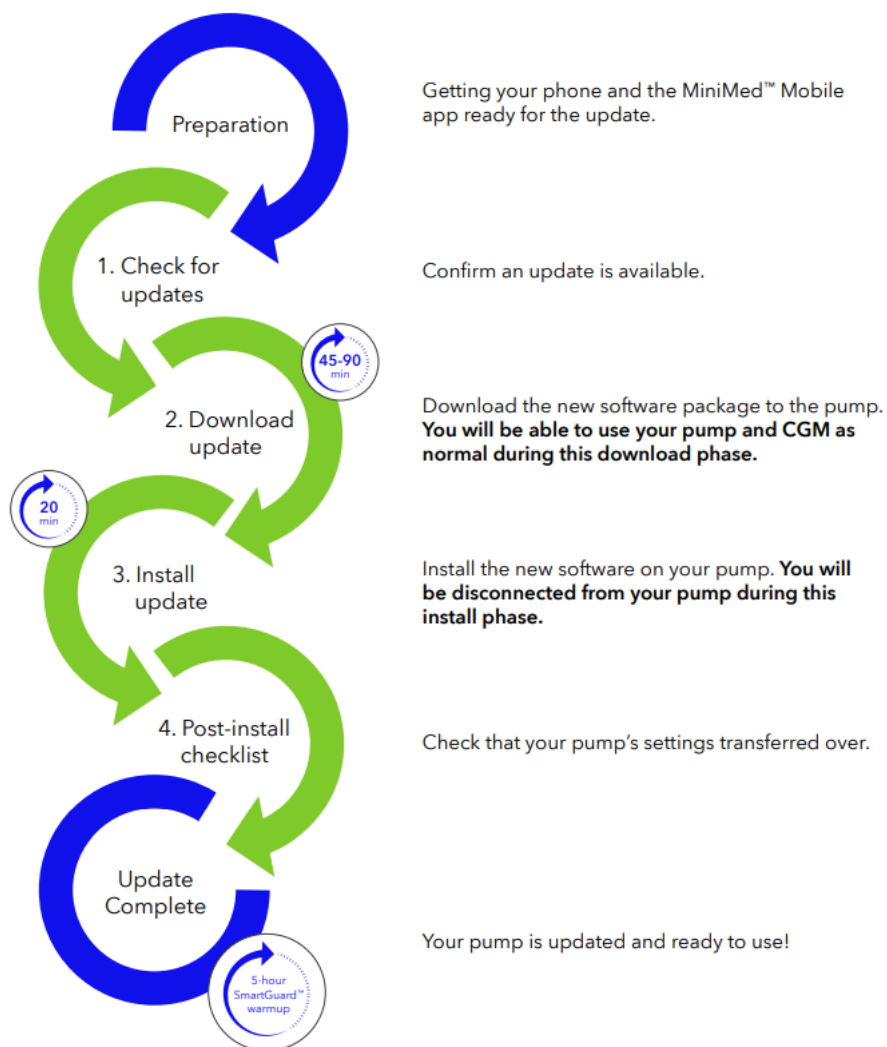 Preparation
Getting your phone and the MiniMed™ Mobile
app ready for the update.
1. Check for
updates
Confirm an update is available.
45-90
min
2. Download
update
Download the new software package to the pump.
You will be able to use your pump and CGM as
normal during this download phase.
20
min
3. Install
update
Install the new software on your pump. You will
be disconnected from your pump during this
install phase.
4. Post-install
checklist
Check that your pump’s settings transferred over.
Update
Complete
Your pump is updated and ready to use!
5-hour
SmartGuard™
warmup